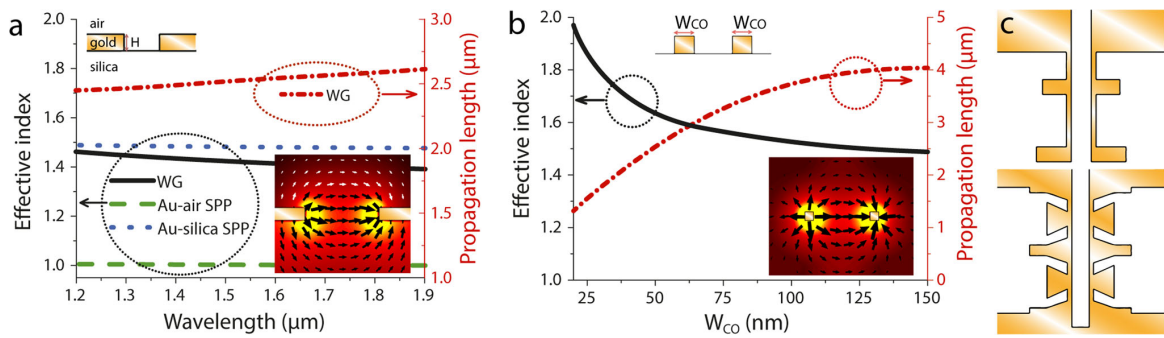 a
air
gold
H
silica
2.0
1.8
1.6
1.4
1.2
1.0
Effective index
WG
WG
Au-air SPP
Au-silica SPP
3.0
2.5
2.0
1.5
1.0
Propagation length (μm)
1.2 1.3 1.4 1.5 1.6 1.7 1.8 1.9
Wavelength (μm)
b
WCO WCO
2.0
1.8
1.6
1.4
1.2
1.0
Effective index
5
4
3
2
1
0
Propagation length (μm)
25 50 75 100 125 150
WCO (nm)
c